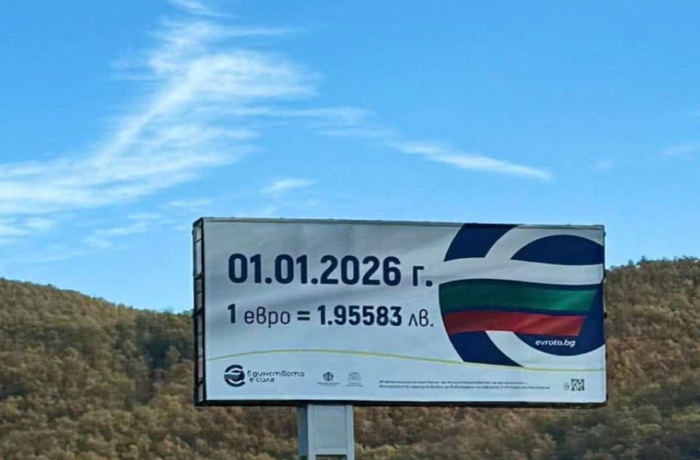 01.01.2026 г.
1 евро = 1.95583 лв.
evroto.bg
Единството
е сила